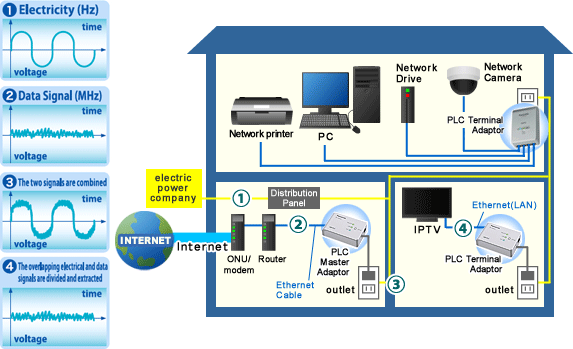 1 Electricity (Hz)
time
voltage
2 Data Signal (MHz)
time
voltage
3 The two signals are combined
time
voltage
4 The overlapping electrical and data
signals are divided and extracted
time
voltage
Network printer
PC
Network
Drive
Network
Camera
PLC Terminal
Adaptor
electric
power
company
1
Distribution
Panel
INTERNET
Internet
ONU/
modem
Router
2
Ethernet
Cable
PLC
Master
Adaptor
outlet
3
IPTV
4
Ethernet(LAN)
PLC Terminal
Adaptor
outlet